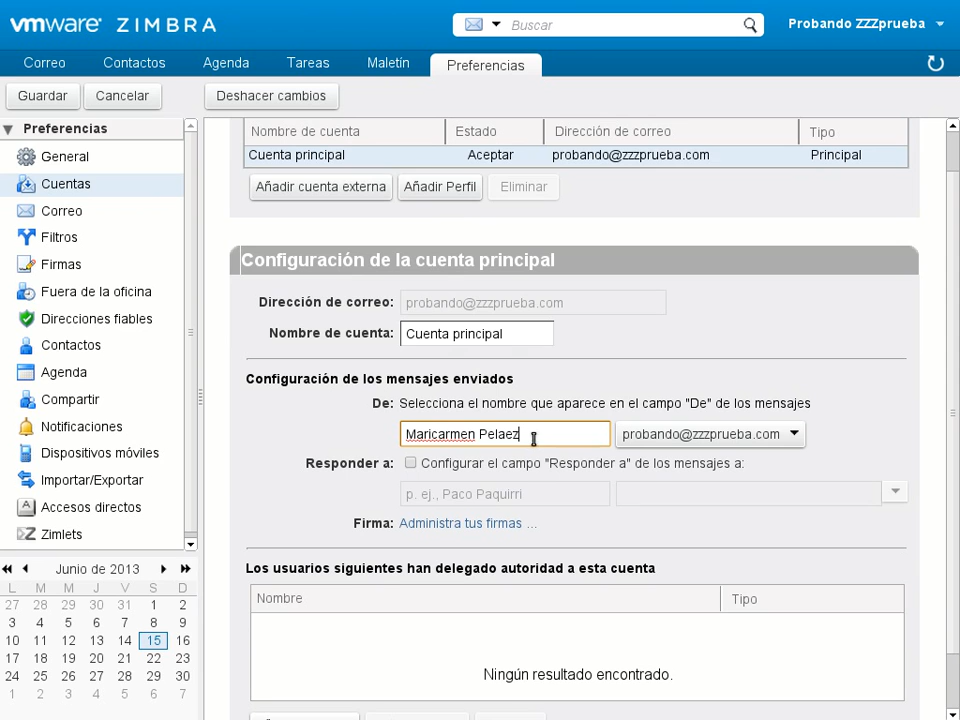 vmware® ZIMBRA
Buscar
Probando ZZZprueba
Correo Contactos Agenda Tareas Maletín Preferencias
Guardar Cancelar Deshacer cambios
Preferencias
General
Cuentas
Correo
Filtros
Firmas
Fuera de la oficina
Direcciones fiables
Contactos
Agenda
Compartir
Notificaciones
Dispositivos móviles
Importar/Exportar
Accesos directos
Zimlets
Junio de 2013
L M M J V S D
27 28 29 30 31 1 2
3 4 5 6 7 8 9
10 11 12 13 14 15 16
17 18 19 20 21 22 23
24 25 26 27 28 29 30
1 2 3 4 5 6 7
Nombre de cuenta Estado Dirección de correo Tipo
Cuenta principal Aceptar probando@zzzprueba.com Principal
Añadir cuenta externa Añadir Perfil Eliminar
Configuración de la cuenta principal
Dirección de correo: probando@zzzprueba.com
Nombre de cuenta: Cuenta principal
Configuración de los mensajes enviados
De: Selecciona el nombre que aparece en el campo "De" de los mensajes
Maricarmen Pelaez probando@zzzprueba.com
Responder a: Configurar el campo "Responder a" de los mensajes a:
p. ej., Paco Paquirri
Firma: Administra tus firmas ...
Los usuarios siguientes han delegado autoridad a esta cuenta
Nombre Tipo
Ningún resultado encontrado.